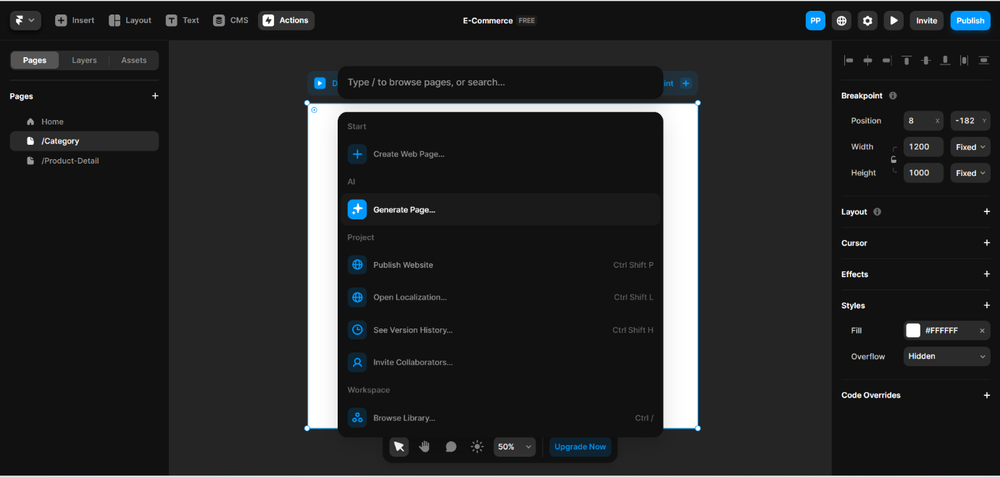 Insert Layout Text CMS Actions E-Commerce FREE PP Invite Publish
Pages Layers Assets
Pages
Home
/Category
/Product-Detail
D
Type / to browse pages, or search...
int
Start
Create Web Page...
AI
Generate Page...
Project
Publish Website Ctrl Shift P
Open Localization... Ctrl Shift L
See Version History... Ctrl Shift H
Invite Collaborators...
Workspace
Browse Library... Ctrl /
50% Upgrade Now
Breakpoint
Position 8 X -182 Y
Width 1200 Fixed
Height 1000 Fixed
Layout
Cursor
Effects
Styles
Fill #FFFFFF
Overflow Hidden
Code Overrides